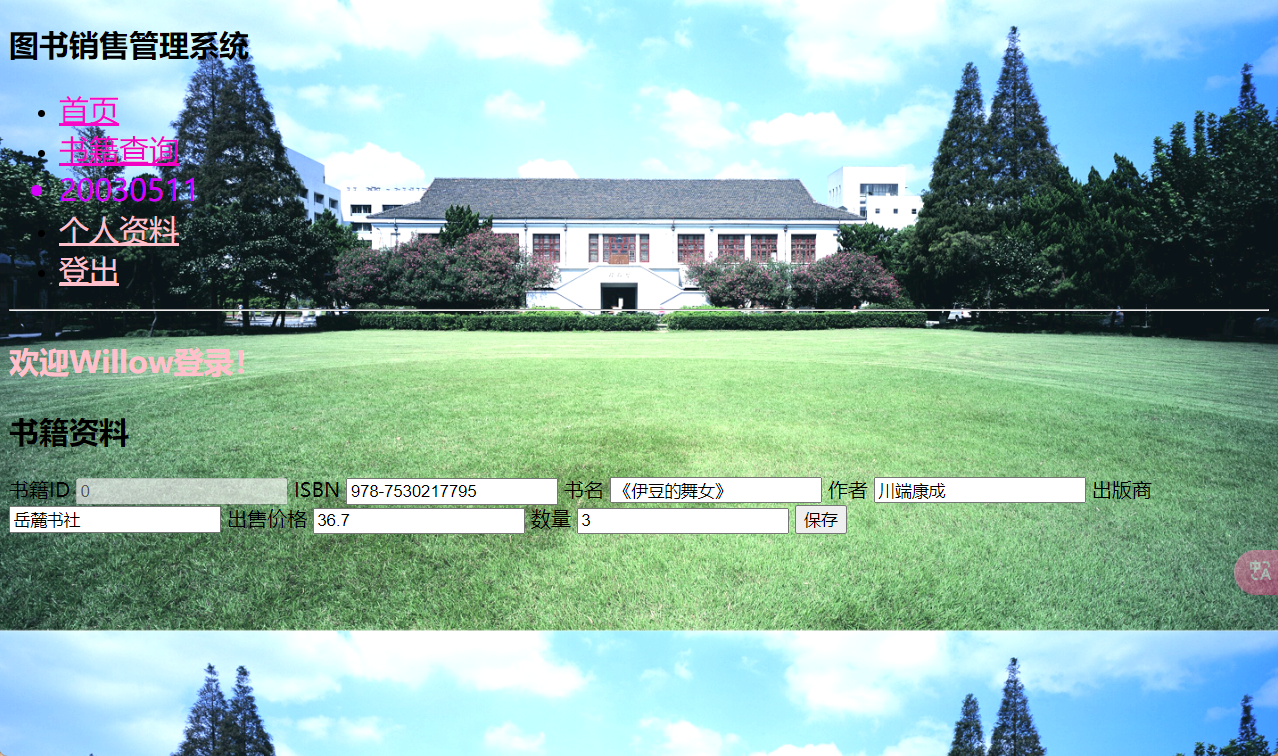 图书销售管理系统
首页
书籍查询
20030511
个人资料
登出
欢迎Willow登录！
书籍资料
书籍ID 0 ISBN 978-7530217795 书名 《伊豆的舞女》 作者 川端康成 出版商
岳麓书社 出售价格 36.7 数量 3 保存
中A